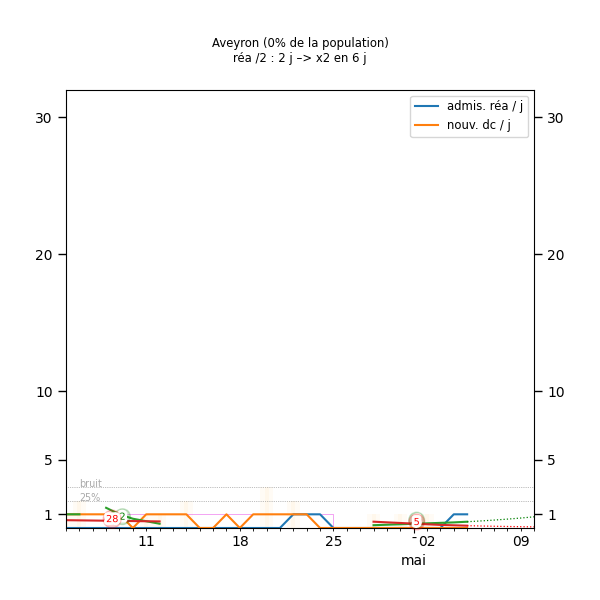 Aveyron (0% de la population)
réa /2 : 2 j –> x2 en 6 j
admis. réa / j
nouv. dc / j
30 30
20 20
10 10
5 5
bruit
25%
1 28 2 5 1
11 18 25 02 09
mai